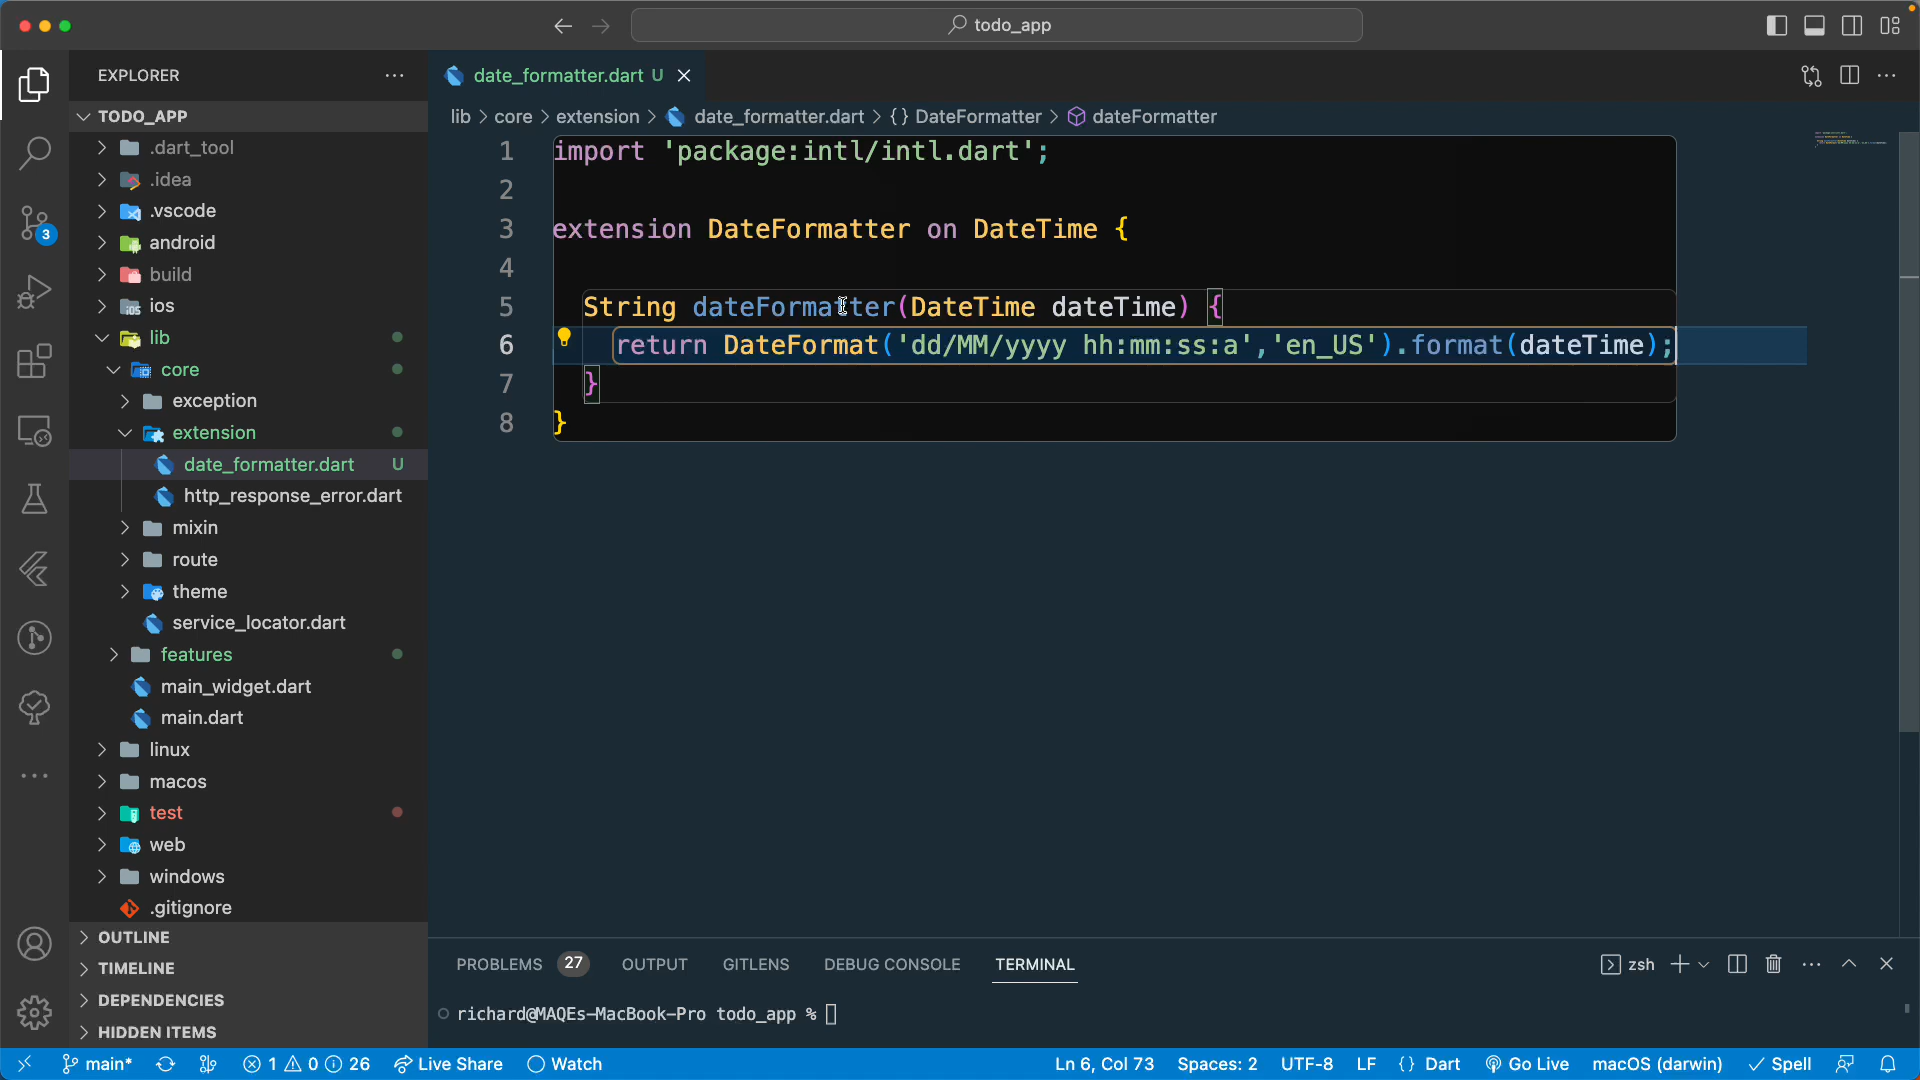 todo_app
EXPLORER
date_formatter.dart U
TODO_APP
lib > core > extension > date_formatter.dart > {} DateFormatter > dateFormatter
.dart_tool
.idea
.vscode
android
build
ios
lib
core
exception
extension
date_formatter.dart U
http_response_error.dart
mixin
route
theme
service_locator.dart
features
main_widget.dart
main.dart
linux
macos
test
web
windows
.gitignore
OUTLINE
TIMELINE
DEPENDENCIES
HIDDEN ITEMS
3
1 import 'package:intl/intl.dart';
2
3 extension DateFormatter on DateTime {
4
5 String dateFormatter(DateTime dateTime) {
6 return DateFormat('dd/MM/yyyy hh:mm:ss:a','en_US').format(dateTime);
7 }
8 }
PROBLEMS 27 OUTPUT GITLENS DEBUG CONSOLE TERMINAL
zsh
richard@MAQEs-MacBook-Pro todo_app %
main* 1 0 26 Live Share Watch Ln 6, Col 73 Spaces: 2 UTF-8 LF {} Dart Go Live macOS (darwin) Spell